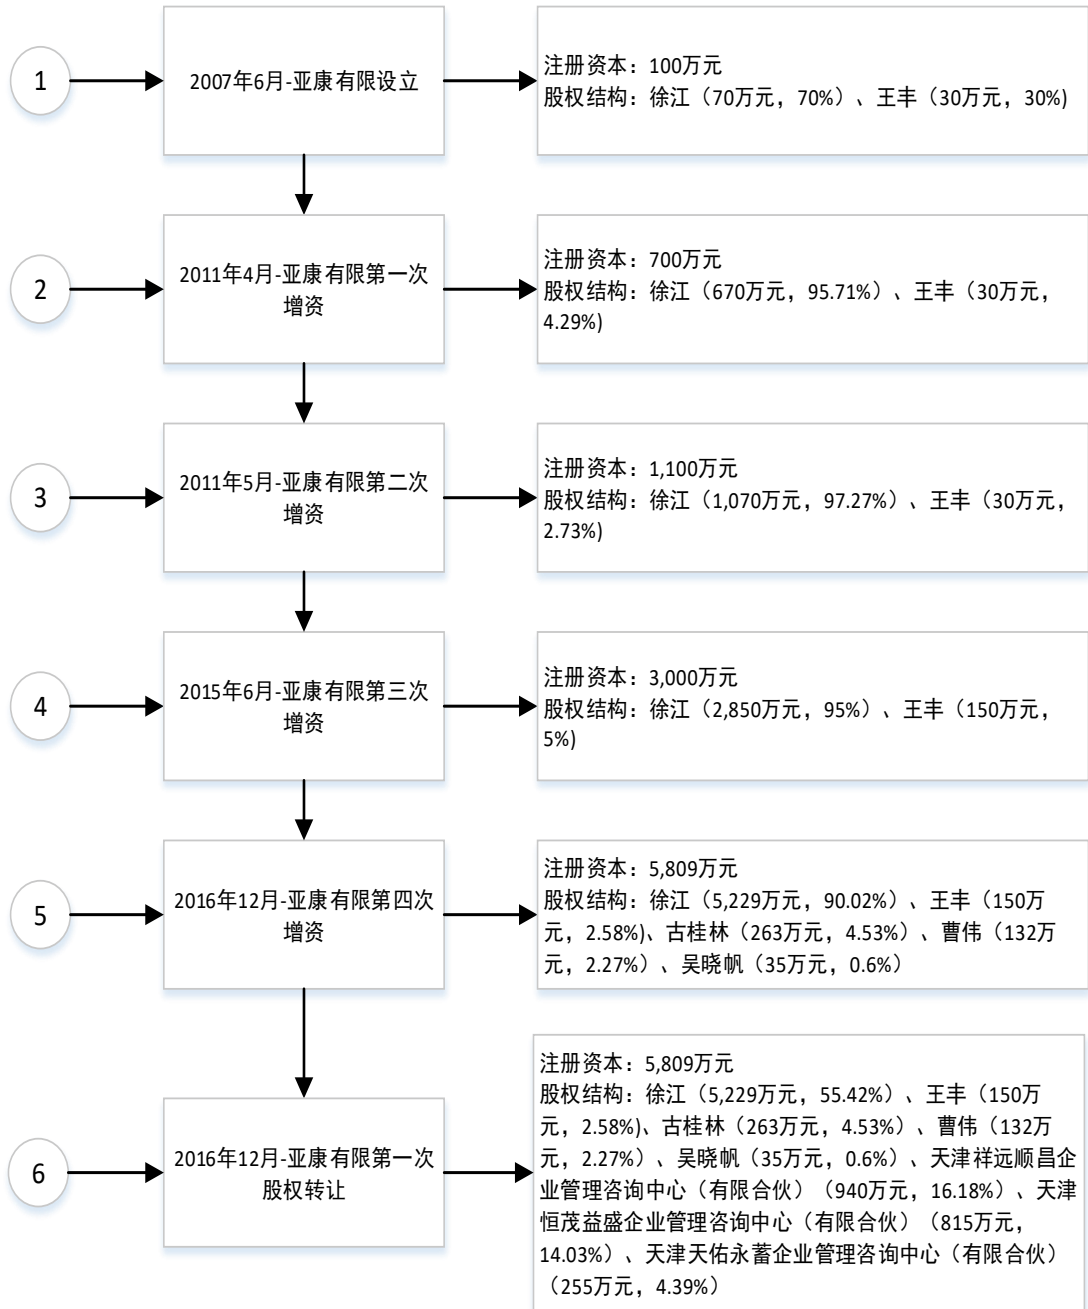 1
2007年6月-亚康有限设立
注册资本：100万元
股权结构：徐江（70万元，70%）、王丰（30万元，30%)
2
2011年4月-亚康有限第一次
增资
注册资本：700万元
股权结构：徐江（670万元，95.71%）、王丰（30万元，
4.29%)
3
2011年5月-亚康有限第二次
增资
注册资本：1,100万元
股权结构：徐江（1,070万元，97.27%）、王丰（30万元，
2.73%)
4
2015年6月-亚康有限第三次
增资
注册资本：3,000万元
股权结构：徐江（2,850万元，95%）、王丰（150万元，
5%)
5
2016年12月-亚康有限第四次
增资
注册资本：5,809万元
股权结构：徐江（5,229万元，90.02%）、王丰（150万
元，2.58%)、古桂林（263万元，4.53%）、曹伟（132万
元，2.27%）、吴晓帆（35万元，0.6%）
6
2016年12月-亚康有限第一次
股权转让
注册资本：5,809万元
股权结构：徐江（5,229万元，55.42%）、王丰（150万
元，2.58%)、古桂林（263万元，4.53%）、曹伟（132万
元，2.27%）、吴晓帆（35万元，0.6%）、天津祥远顺昌企
业管理咨询中心（有限合伙）（940万元，16.18%）、天津
恒茂益盛企业管理咨询中心（有限合伙）（815万元，
14.03%）、天津天佑永蓄企业管理咨询中心（有限合伙）
（255万元，4.39%）